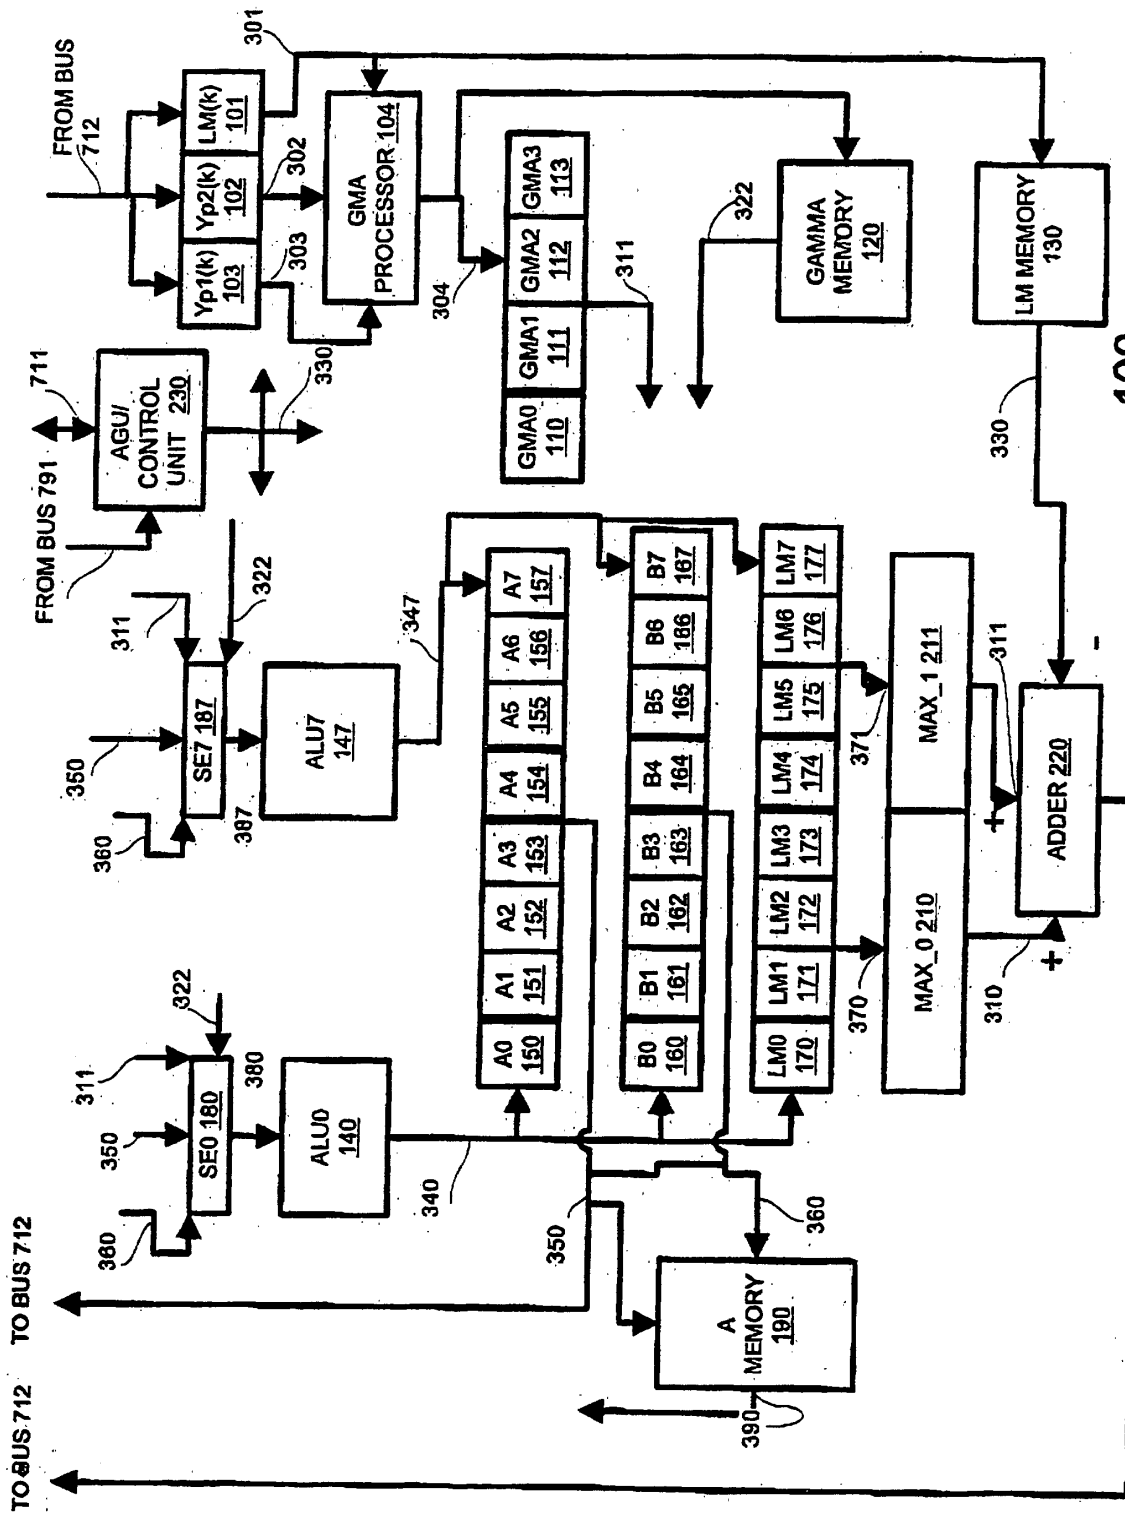 TO BUS 712
TO BUS 712
FROM BUS 791
711
FROM BUS
712
AGU/
CONTROL
UNIT 230
330
Yp1(k)
103
Yp2(k)
102
LM(k)
101
301
302
303
GMA
PROCESSOR 104
304
360
350
311
322
SE0 180
380
ALU0
140
340
360
350
311
322
SE7 187
387
ALU7
147
347
A0
150
A1
151
A2
152
A3
153
A4
154
A5
155
A6
156
A7
157
GMA0
110
GMA1
111
GMA2
112
GMA3
113
311
322
350
B0
160
B1
161
B2
162
B3
163
B4
164
B5
165
B6
166
B7
167
LM0
170
LM1
171
LM2
172
LM3
173
LM4
174
LM5
175
LM6
176
LM7
177
GAMMA
MEMORY
120
390
A
MEMORY
190
360
370
371
MAX_0 210
MAX_1 211
330
LM MEMORY
130
310
+
+
311
ADDER 220
-